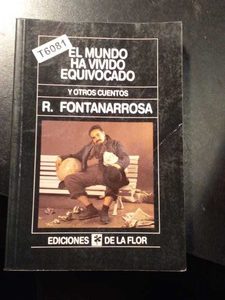 T6081
EL MUNDO
HA VIVIDO
EQUIVOCADO
Y OTROS CUENTOS
R. FONTANARROSA
EDICIONES DE LA FLOR